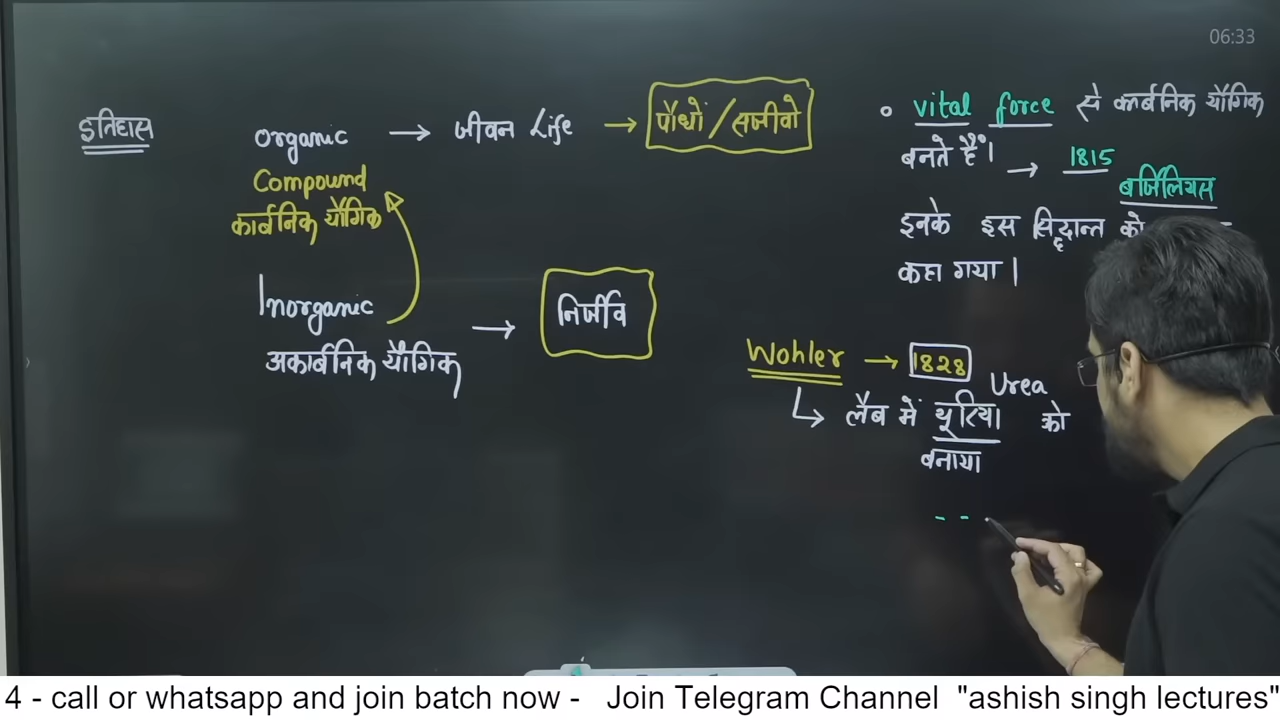 06:33
इतिहास
organic → जीवन Life → पौधों / सजीवो
Compound
कार्बनिक यौगिक
Inorganic → निर्जीव
अकार्बनिक यौगिक
vital force से कार्बनिक यौगिक
बनते हैं। → 1815
बर्जिलियस
इनके इस सिद्धान्त को
कहा गया।
Wohler → 1828
लैब में यूरिया Urea को
बनाया
4 - call or whatsapp and join batch now - Join Telegram Channel "ashish singh lectures"